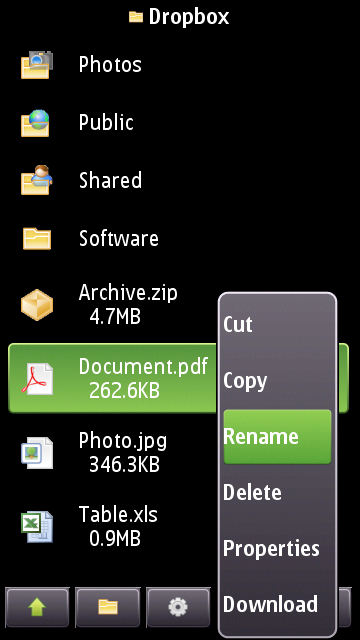 Dropbox
Photos
Public
Shared
Software
Archive.zip
4.7MB
Document.pdf
262.6KB
Photo.jpg
346.3KB
Table.xls
0.9MB
Cut
Copy
Rename
Delete
Properties
Download